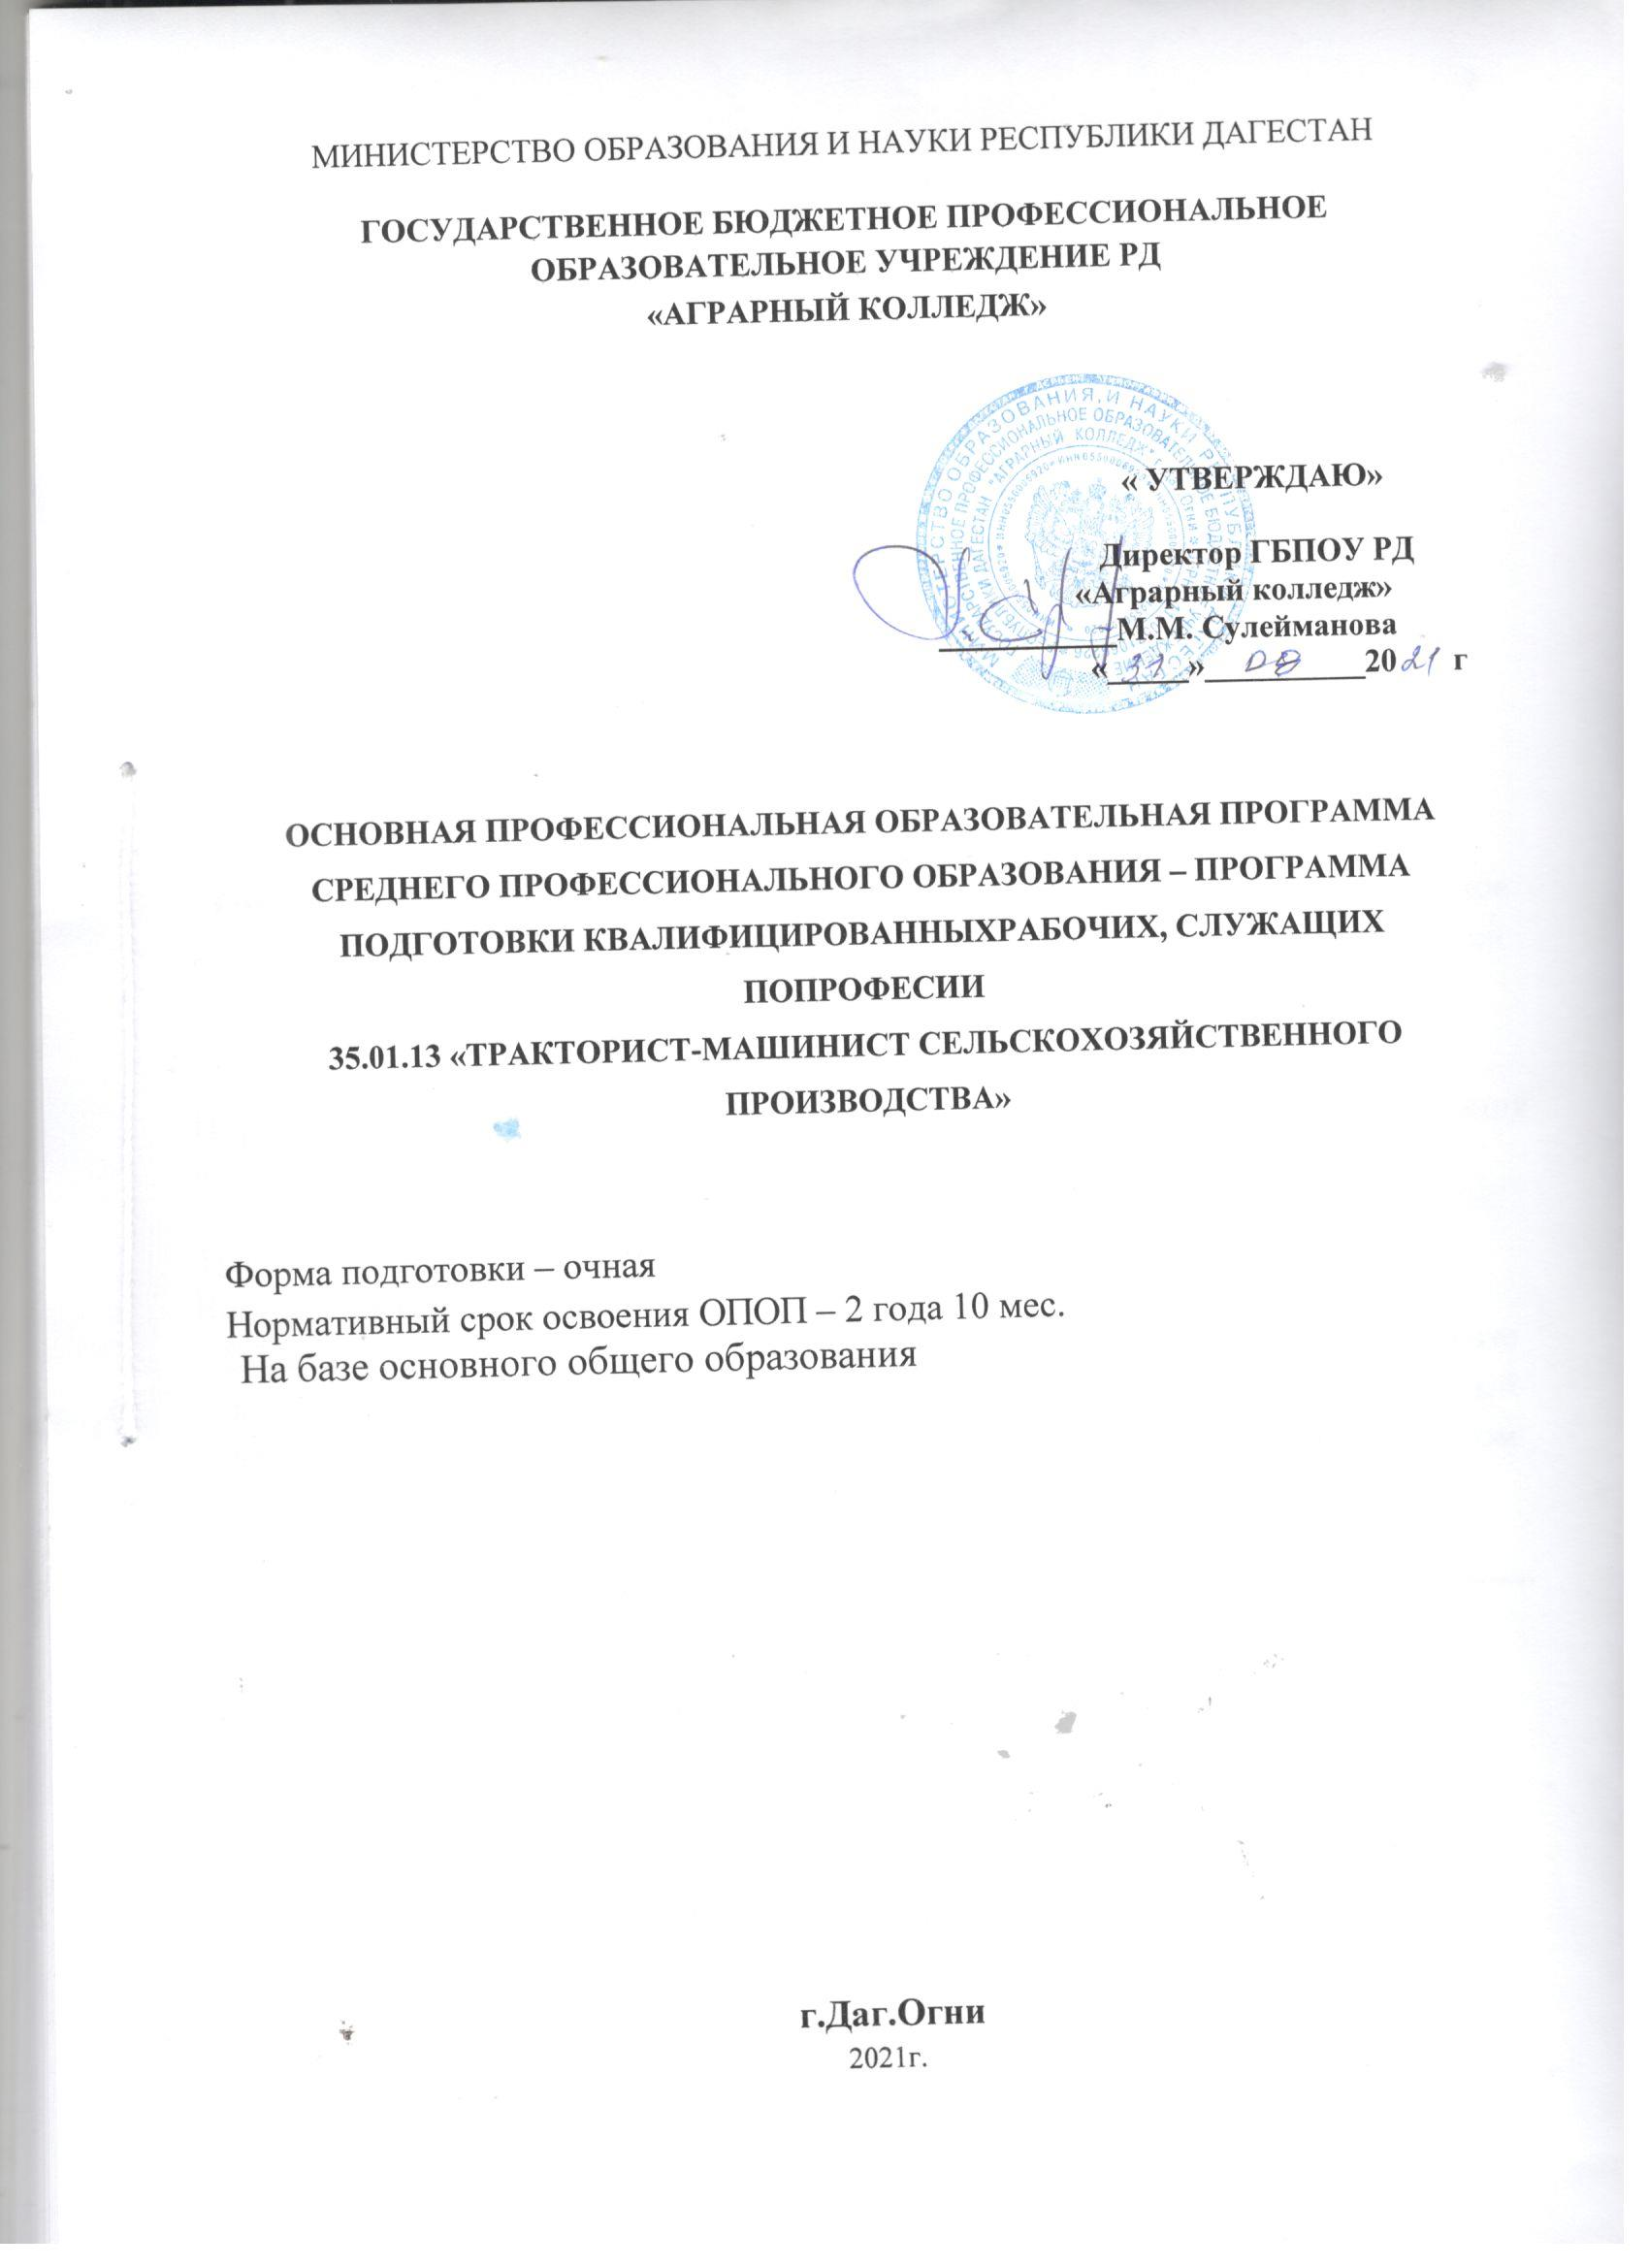 МИНИСТЕРСТВО ОБРАЗОВАНИЯ И НАУКИ РЕСПУБЛИКИ ДАГЕСТАН
ГОСУДАРСТВЕННОЕ БЮДЖЕТНОЕ ПРОФЕССИОНАЛЬНОЕ
ОБРАЗОВАТЕЛЬНОЕ УЧРЕЖДЕНИЕ РД
«АГРАРНЫЙ КОЛЛЕДЖ»
« УТВЕРЖДАЮ»
Директор ГБПОУ РД
«Аграрный колледж»
М.М. Сулейманова
«31» 08 2021 г
ОСНОВНАЯ ПРОФЕССИОНАЛЬНАЯ ОБРАЗОВАТЕЛЬНАЯ ПРОГРАММА
СРЕДНЕГО ПРОФЕССИОНАЛЬНОГО ОБРАЗОВАНИЯ – ПРОГРАММА
ПОДГОТОВКИ КВАЛИФИЦИРОВАННЫХРАБОЧИХ, СЛУЖАЩИХ
ПОПРОФЕСИИ
35.01.13 «ТРАКТОРИСТ-МАШИНИСТ СЕЛЬСКОХОЗЯЙСТВЕННОГО
ПРОИЗВОДСТВА»
Форма подготовки – очная
Нормативный срок освоения ОПОП – 2 года 10 мес.
На базе основного общего образования
г.Даг.Огни
2021г.